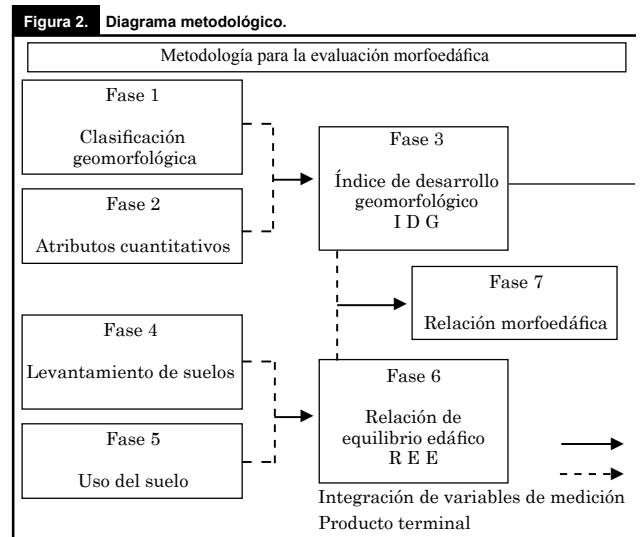 Figura 2. Diagrama metodológico.
Metodología para la evaluación morfoedáfica
Fase 1
Clasificación
geomorfológica
Fase 2
Atributos cuantitativos
Fase 3
Índice de desarrollo
geomorfológico
I D G
Fase 7
Relación morfoedáfica
Fase 4
Levantamiento de suelos
Fase 5
Uso del suelo
Fase 6
Relación de
equilibrio edáfico
R E E
Integración de variables de medición
Producto terminal